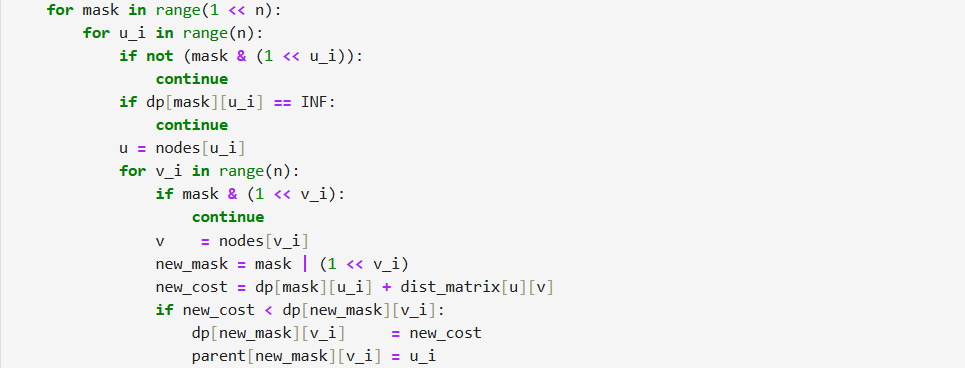 for mask in range(1 << n):
    for u_i in range(n):
        if not (mask & (1 << u_i)):
            continue
        if dp[mask][u_i] == INF:
            continue
        u = nodes[u_i]
        for v_i in range(n):
            if mask & (1 << v_i):
                continue
            v    = nodes[v_i]
            new_mask = mask | (1 << v_i)
            new_cost = dp[mask][u_i] + dist_matrix[u][v]
            if new_cost < dp[new_mask][v_i]:
                dp[new_mask][v_i]     = new_cost
                parent[new_mask][v_i] = u_i